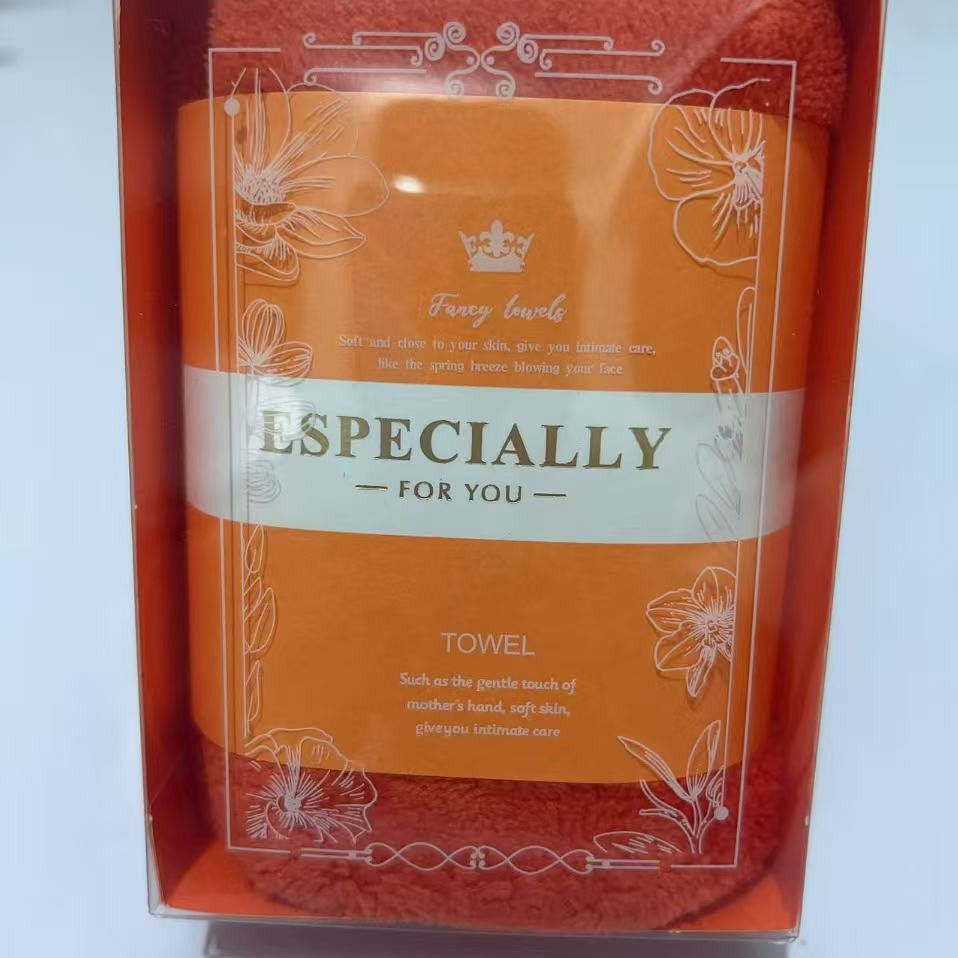 Fancy towels
Soft and close to your skin, give you intimate care,
like the spring breeze blowing your face
ESPECIALLY
— FOR YOU —
TOWEL
Such as the gentle touch of
mother's hand, soft skin,
giveyou intimate care